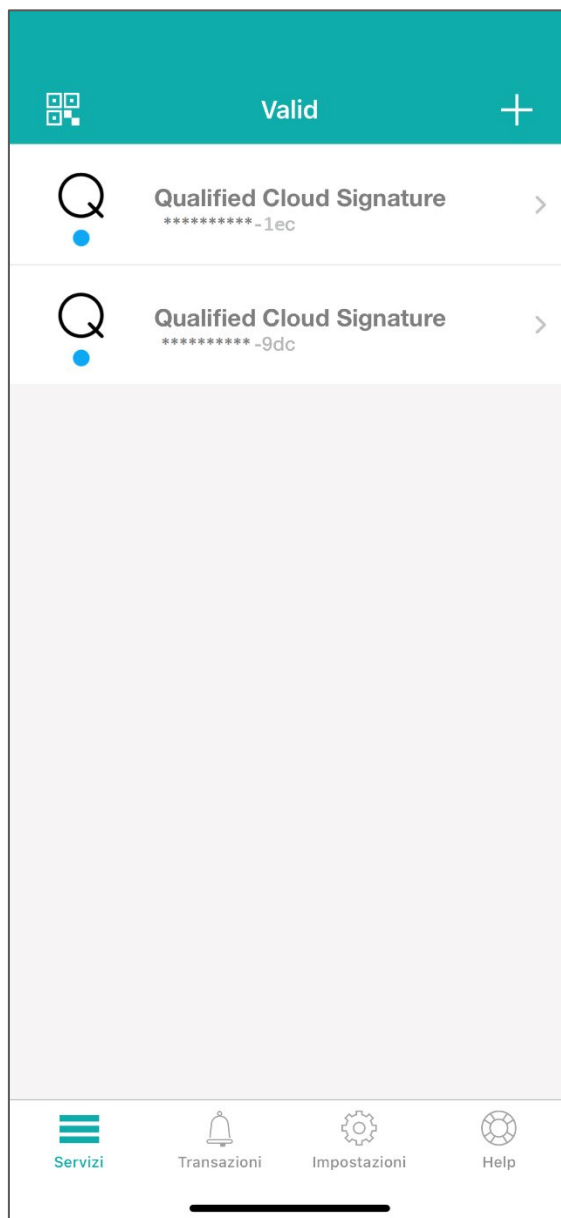 Valid
Qualified Cloud Signature
**********-1ec
Qualified Cloud Signature
********** -9dc
Servizi
Transazioni
Impostazioni
Help